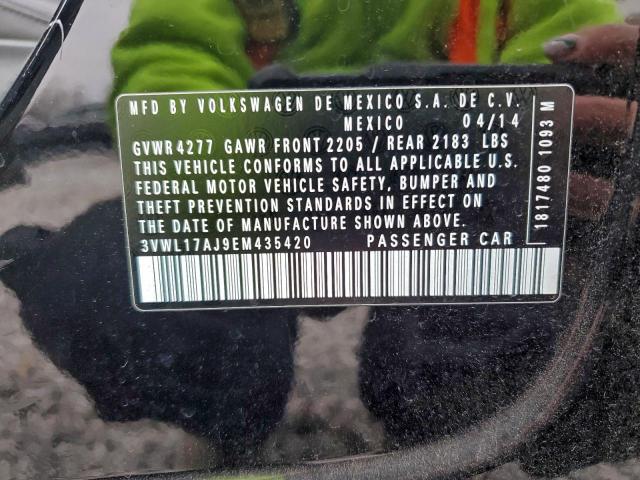 MFD BY VOLKSWAGEN DE MEXICO S.A. DE C.V.
MEXICO 04/14
GVWR 4277 GAWR FRONT 2205 / REAR 2183 LBS
THIS VEHICLE CONFORMS TO ALL APPLICABLE U.S.
FEDERAL MOTOR VEHICLE SAFETY, BUMPER AND
THEFT PREVENTION STANDARDS IN EFFECT ON
THE DATE OF MANUFACTURE SHOWN ABOVE.
3VWL17AJ9EM435420 PASSENGER CAR
1817480 1093 M